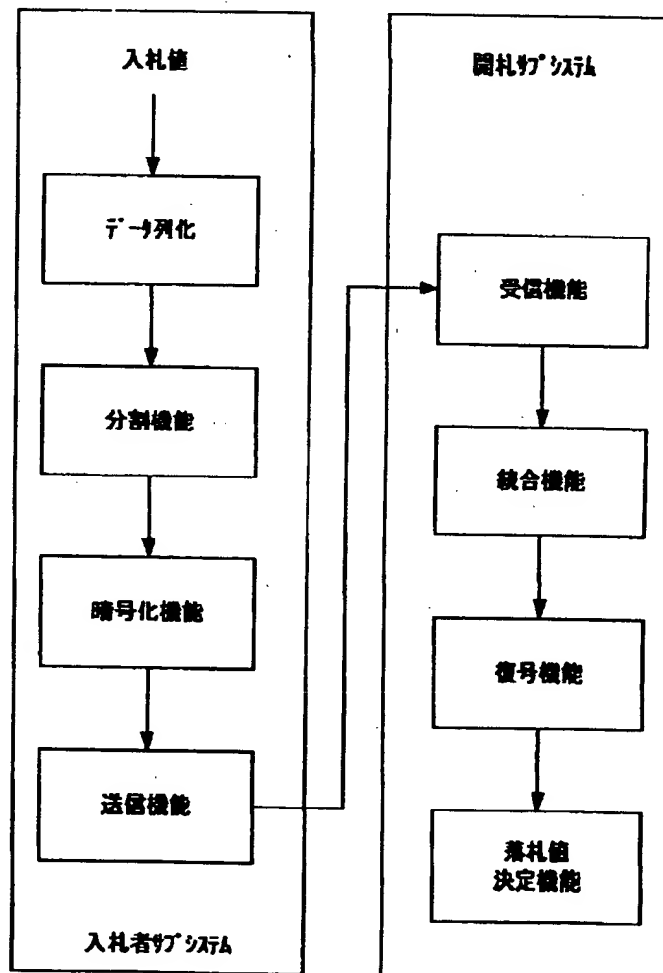 入札値
データ列化
分割機能
暗号化機能
送信機能
入札者サブシステム
開札サブシステム
受信機能
統合機能
復号機能
落札値
決定機能